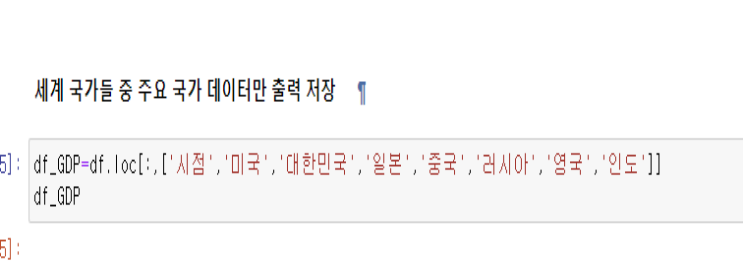 세계 국가들 중 주요 국가 데이터만 출력 저장 ¶
5]: df_GDP=df.loc[:,['시점','미국','대한민국','일본','중국','러시아','영국','인도']]
df_GDP
5]: